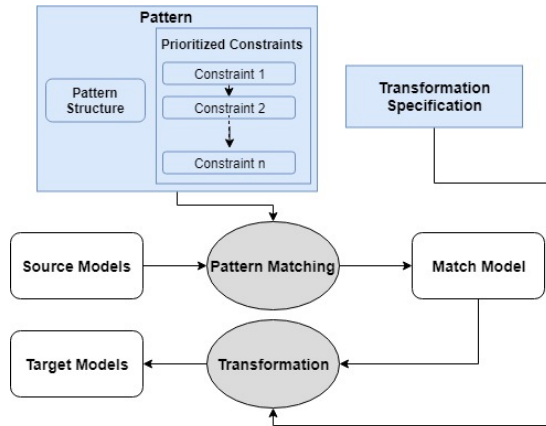 Pattern
Prioritized Constraints
Constraint 1
Pattern
Structure
Constraint 2
Constraint n
Transformation
Specification
Source Models
Pattern Matching
Match Model
Target Models
Transformation